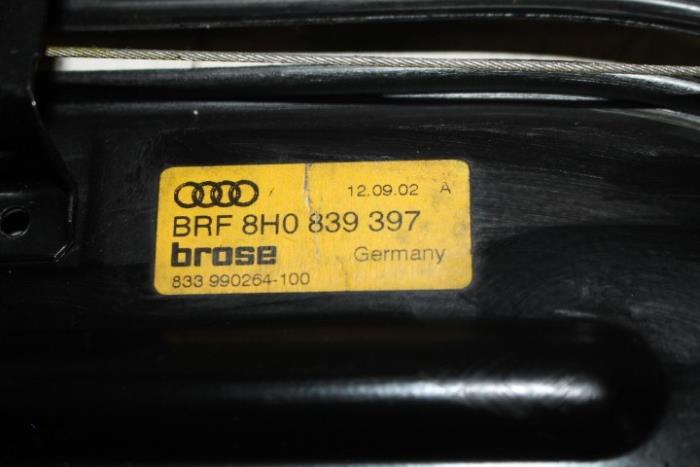 12.09.02 A
BRF 8H0 839 397
brose Germany
833 990264-100